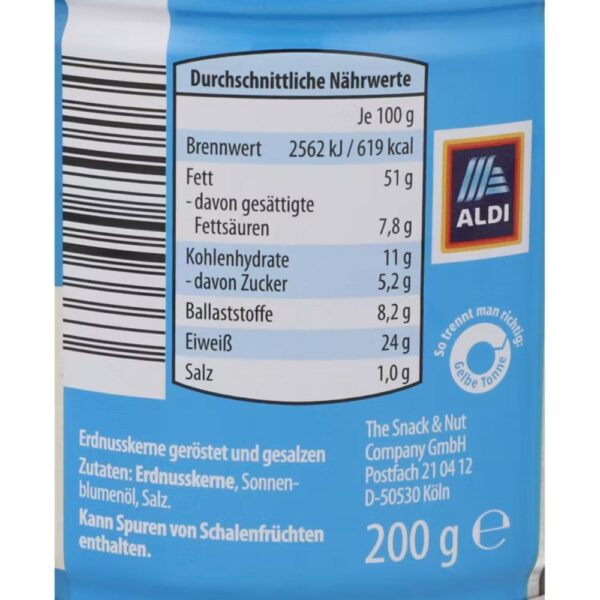 Durchschnittliche Nährwerte
Je 100 g
Brennwert 2562 kJ / 619 kcal
Fett 51 g
- davon gesättigte
Fettsäuren 7,8 g
Kohlenhydrate 11 g
- davon Zucker 5,2 g
Ballaststoffe 8,2 g
Eiweiß 24 g
Salz 1,0 g
ALDI
So trennt man richtig:
Gelbe Tonne
Erdnusskerne geröstet und gesalzen
Zutaten: Erdnusskerne, Sonnen-
blumenöl, Salz.
Kann Spuren von Schalenfrüchten
enthalten.
The Snack & Nut
Company GmbH
Postfach 21 04 12
D-50530 Köln
200 g ℮